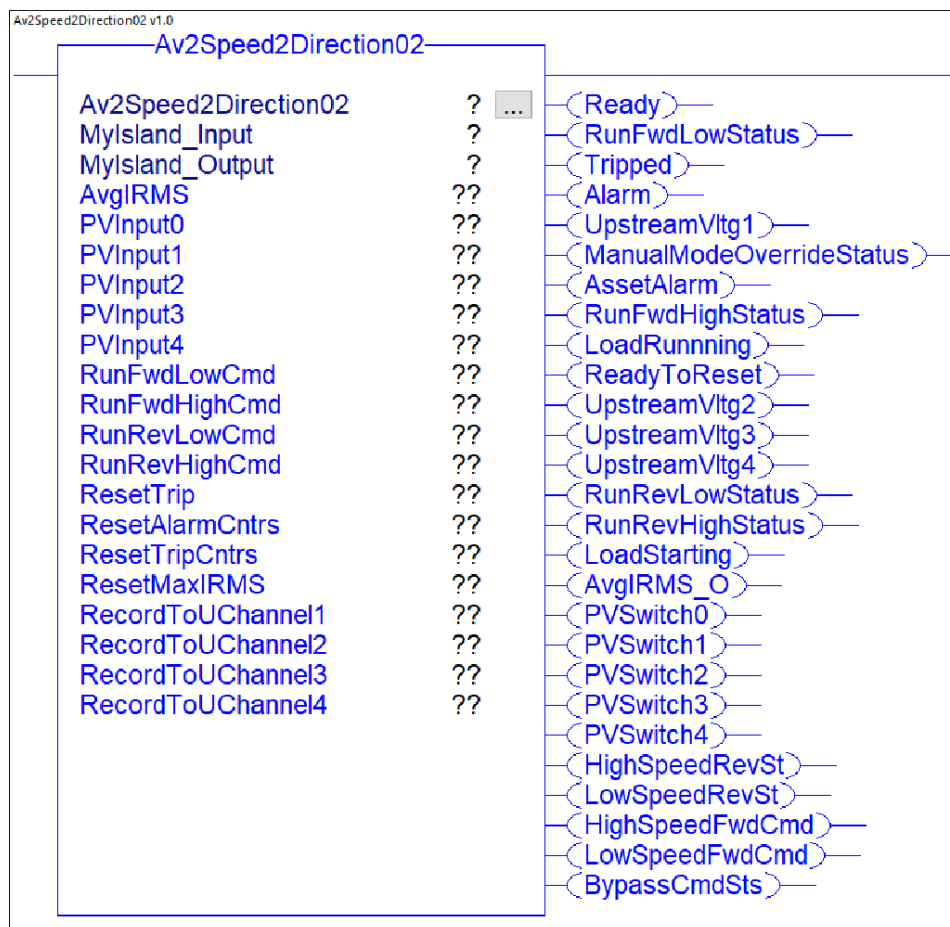 Av2Speed2Direction02 v1.0
Av2Speed2Direction02
Av2Speed2Direction02 ? ... Ready
MyIsland_Input ? RunFwdLowStatus
MyIsland_Output ? Tripped
AvgIRMS ?? Alarm
PVInput0 ?? UpstreamVltg1
PVInput1 ?? ManualModeOverrideStatus
PVInput2 ?? AssetAlarm
PVInput3 ?? RunFwdHighStatus
PVInput4 ?? LoadRunnning
RunFwdLowCmd ?? ReadyToReset
RunFwdHighCmd ?? UpstreamVltg2
RunRevLowCmd ?? UpstreamVltg3
RunRevHighCmd ?? UpstreamVltg4
ResetTrip ?? RunRevLowStatus
ResetAlarmCntrs ?? RunRevHighStatus
ResetTripCntrs ?? LoadStarting
ResetMaxIRMS ?? AvgIRMS_O
RecordToUChannel1 ?? PVSwitch0
RecordToUChannel2 ?? PVSwitch1
RecordToUChannel3 ?? PVSwitch2
RecordToUChannel4 ?? PVSwitch3
PVSwitch4
HighSpeedRevSt
LowSpeedRevSt
HighSpeedFwdCmd
LowSpeedFwdCmd
BypassCmdSts